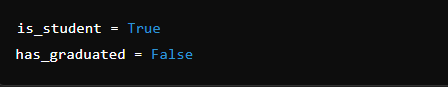 is_student = True
has_graduated = False